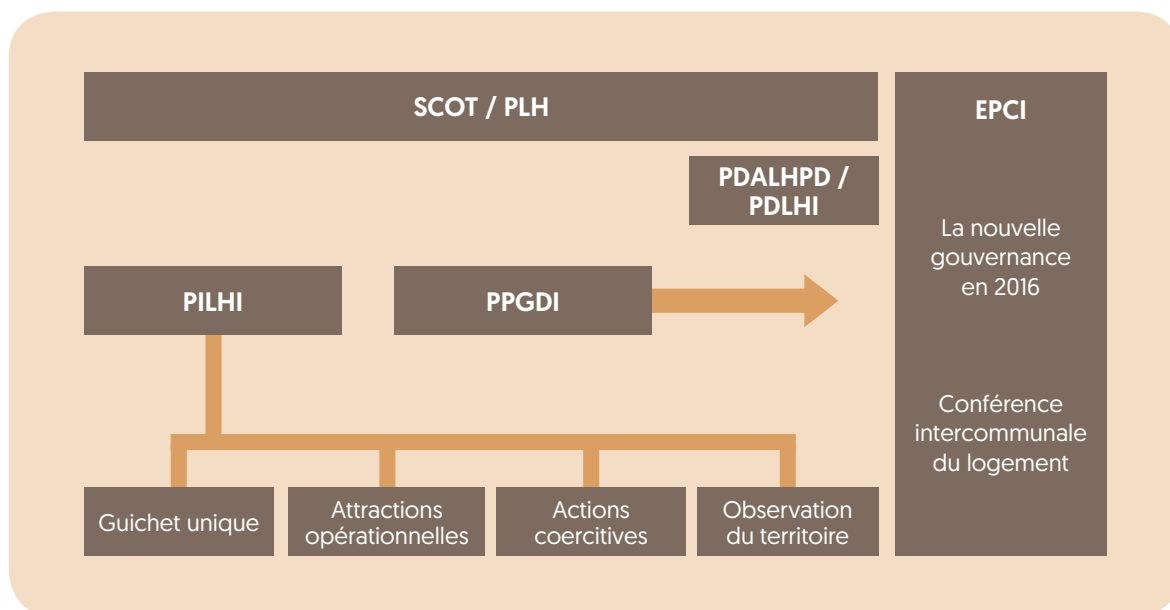 SCOT / PLH
EPCI
PDALHPD /
PDLHI
La nouvelle
gouvernance
en 2016
PILHI
PPGDI
Conférence
intercommunale
du logement
Guichet unique
Attractions
opérationnelles
Actions
coercitives
Observation
du territoire